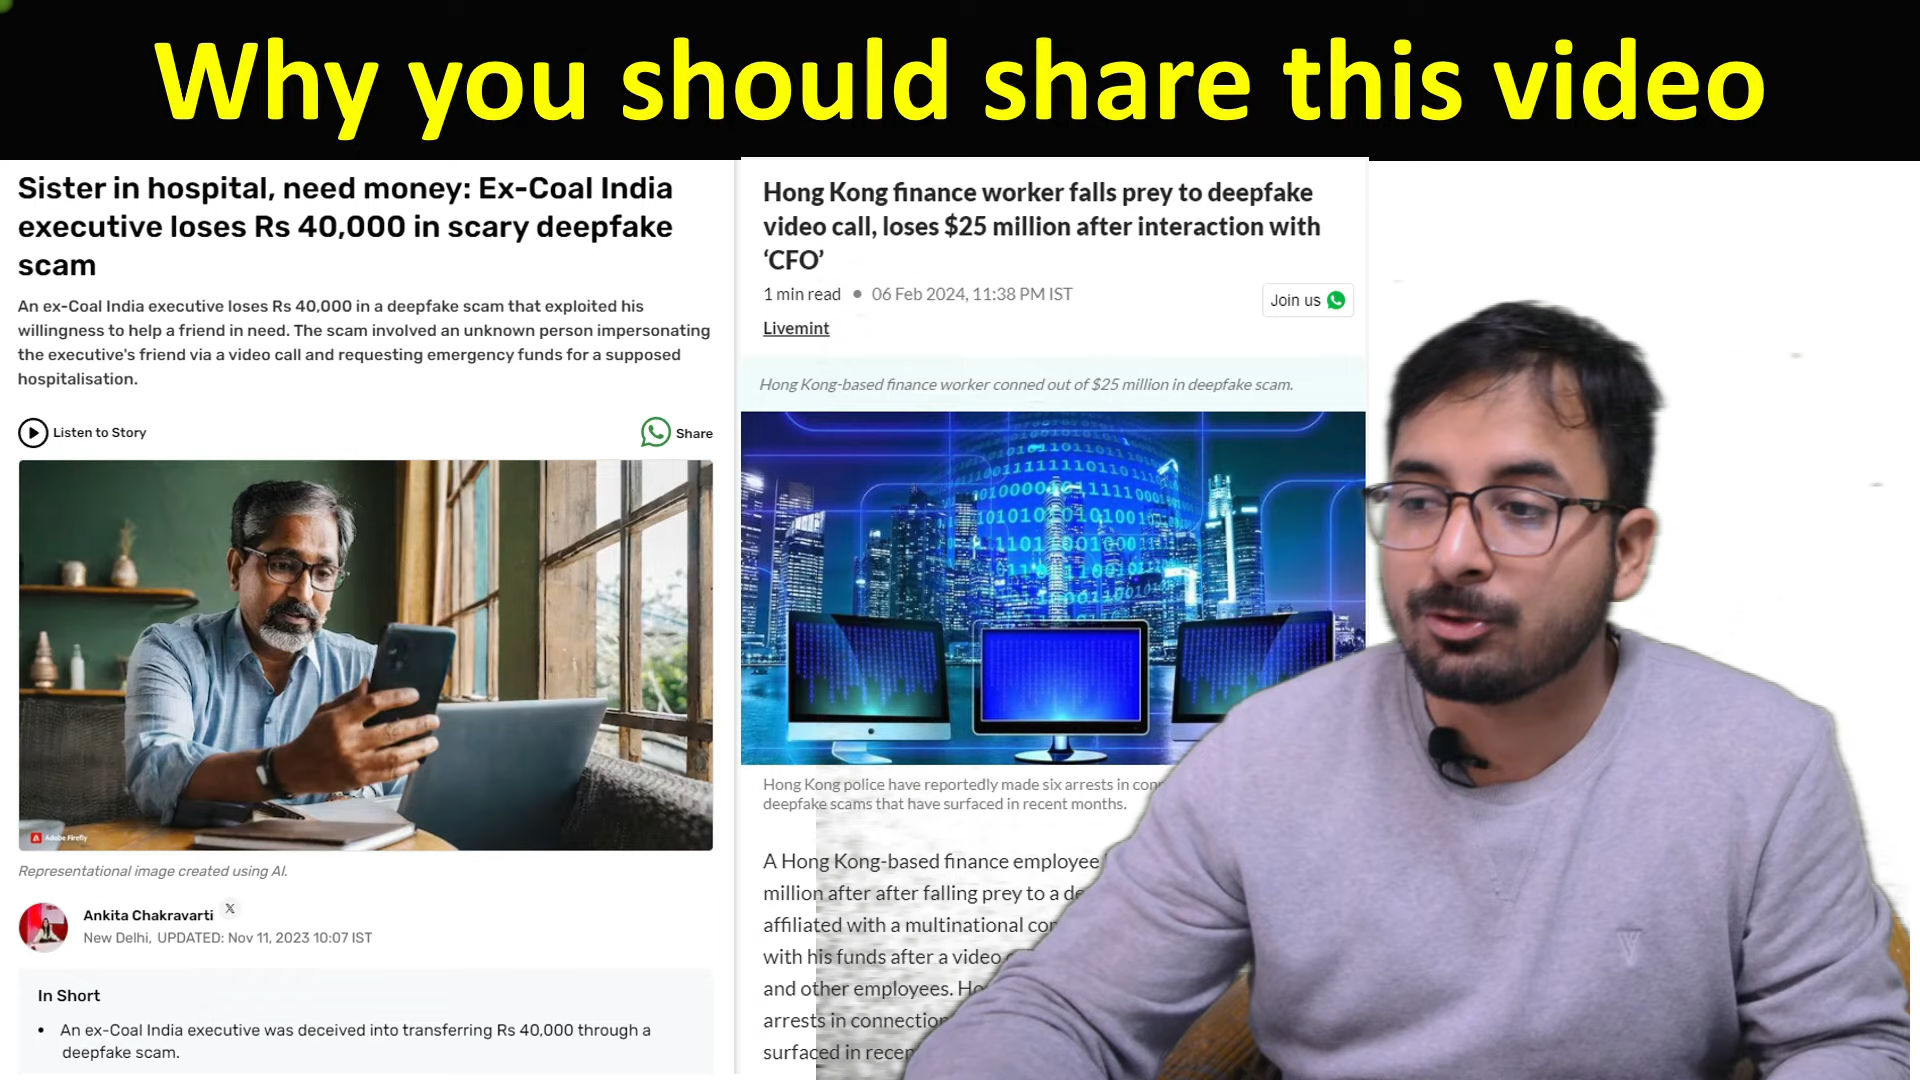 Why you should share this video
Sister in hospital, need money: Ex-Coal India
executive loses Rs 40,000 in scary deepfake
scam
An ex-Coal India executive loses Rs 40,000 in a deepfake scam that exploited his
willingness to help a friend in need. The scam involved an unknown person impersonating
the executive's friend via a video call and requesting emergency funds for a supposed
hospitalisation.
Listen to Story
Share
Adobe Firefly
Representational image created using AI.
Ankita Chakravarti
New Delhi, UPDATED: Nov 11, 2023 10:07 IST
In Short
• An ex-Coal India executive was deceived into transferring Rs 40,000 through a
deepfake scam.
Hong Kong finance worker falls prey to deepfake
video call, loses $25 million after interaction with
‘CFO’
1 min read • 06 Feb 2024, 11:38 PM IST
Join us
Livemint
Hong Kong-based finance worker conned out of $25 million in deepfake scam.
Hong Kong police have reportedly made six arrests in
deepfake scams that have surfaced in recent months.
A Hong Kong-based finance employee
million after after falling prey to a
affiliated with a multinational
with his funds after a video
and other employees.
arrests in connection
surfaced in